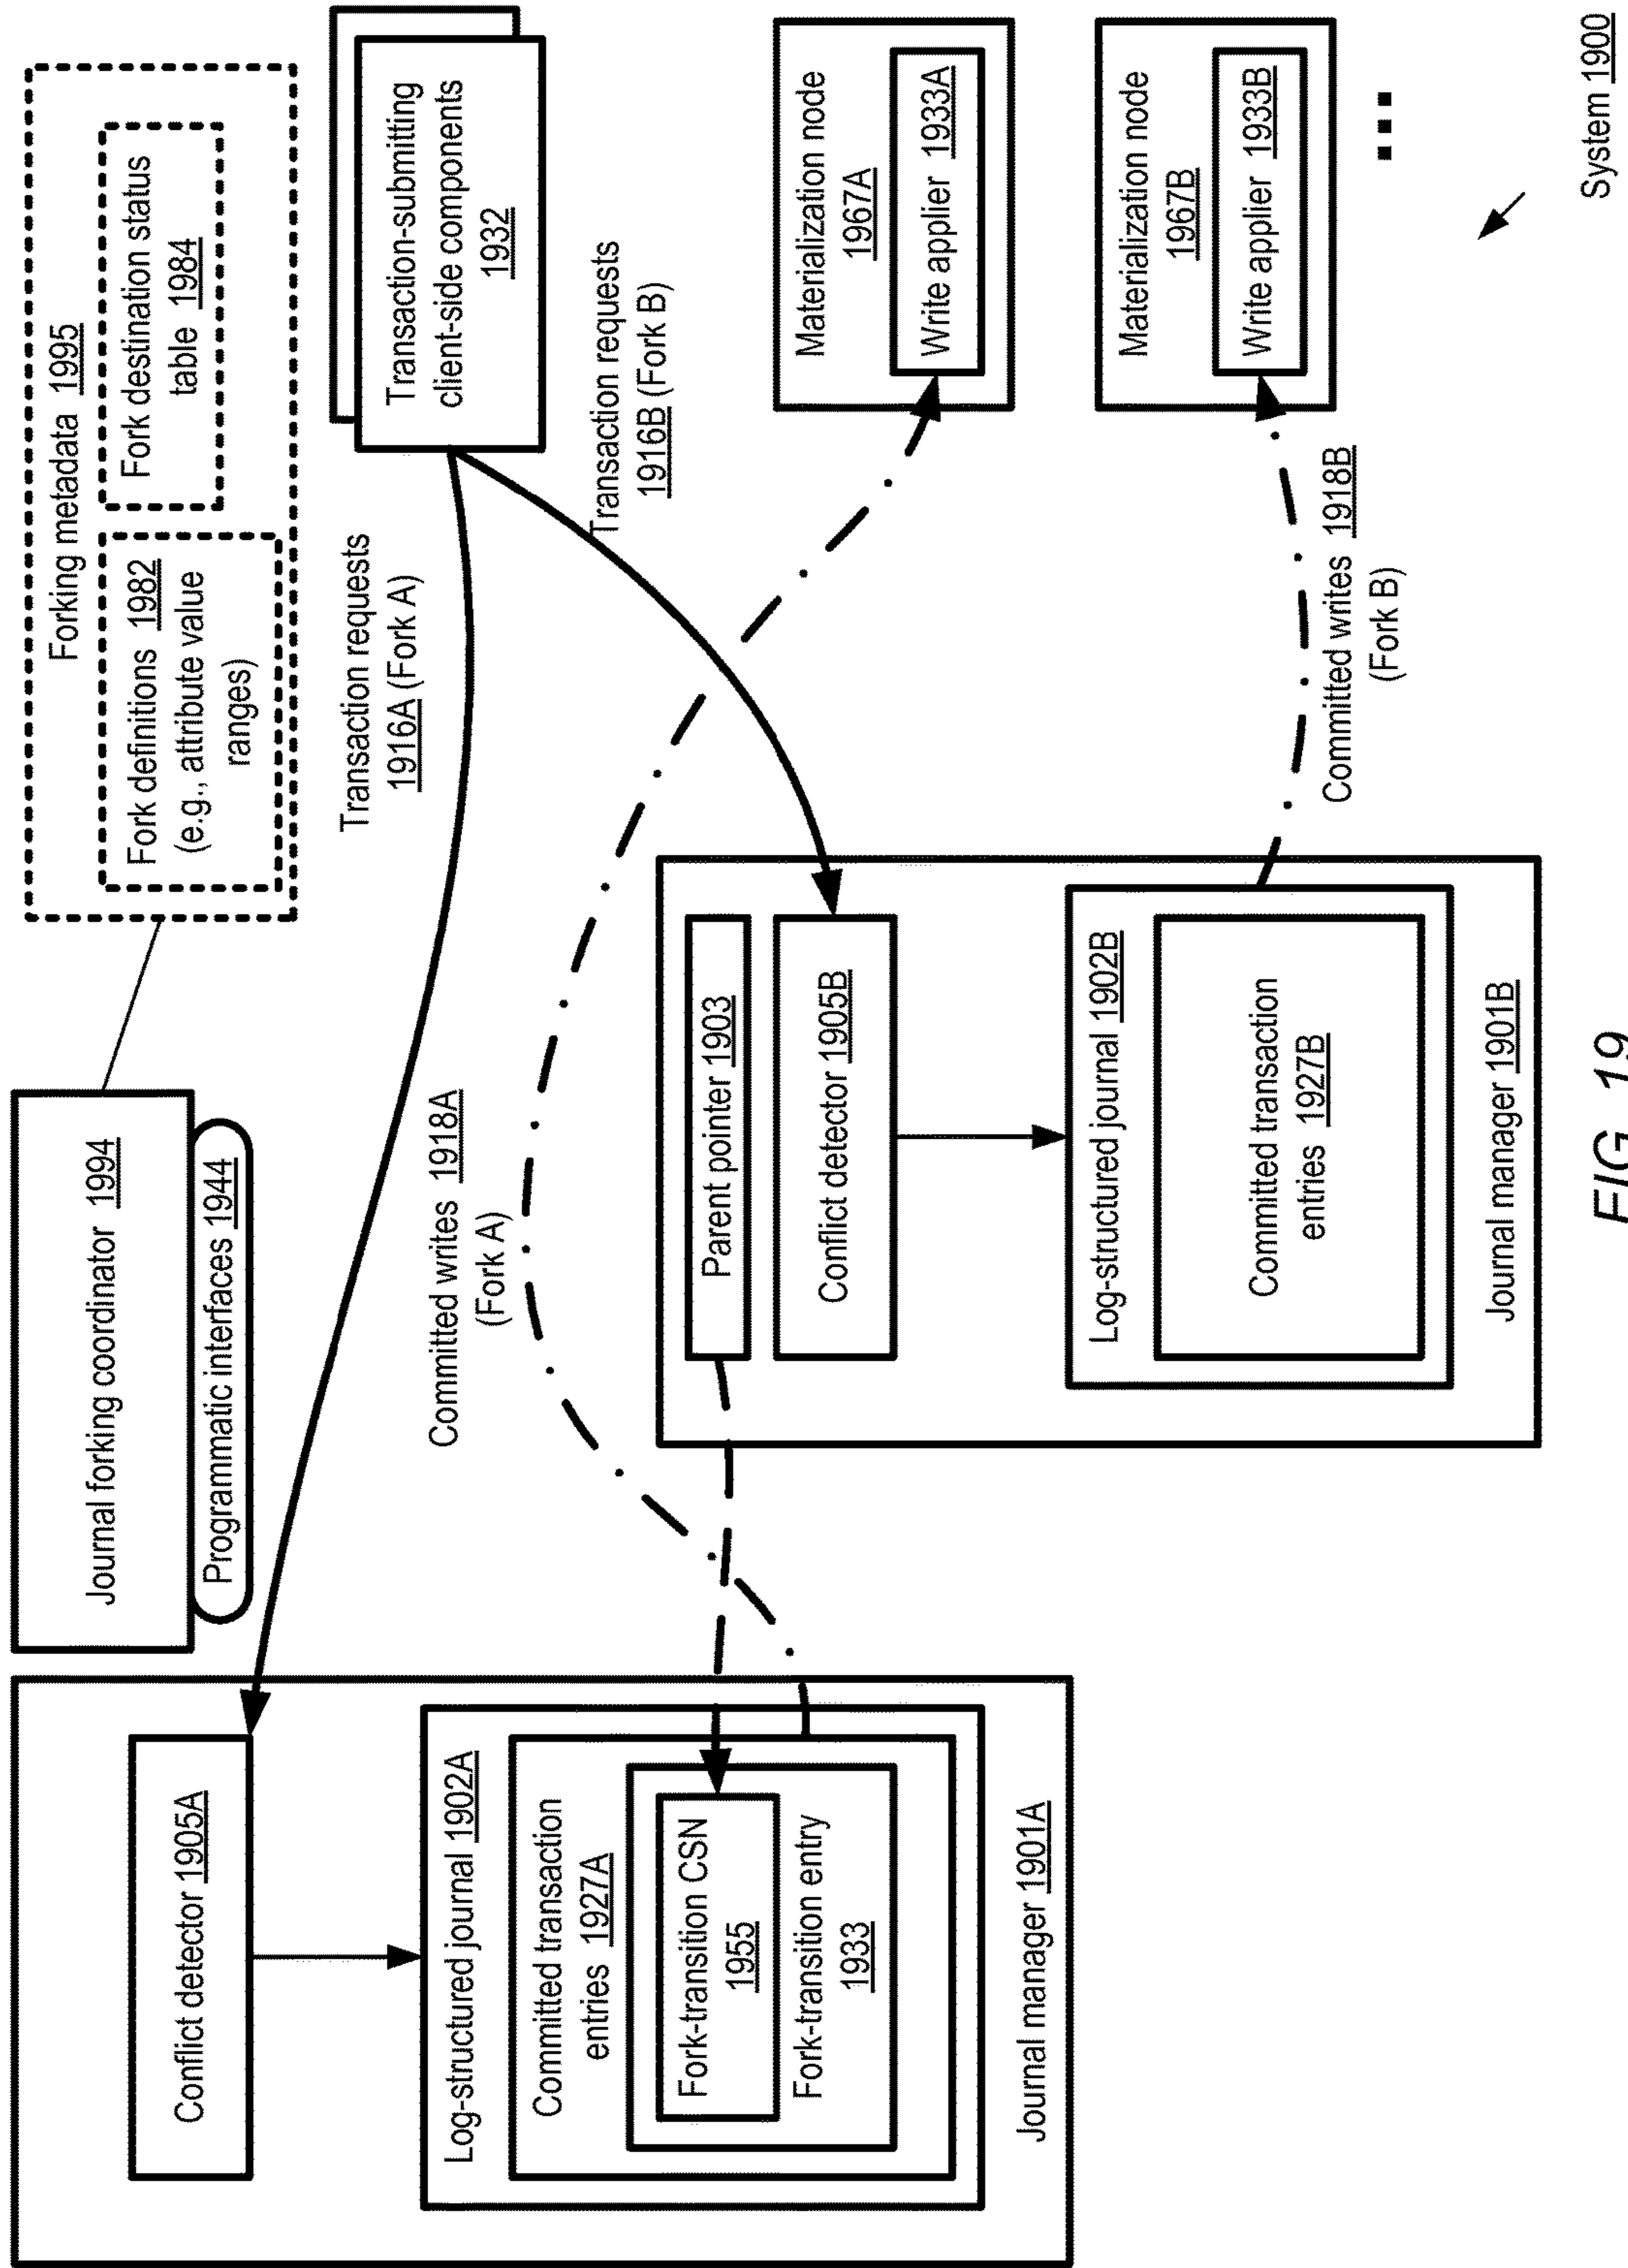 Journal forking coordinator 1994
Programmatic interfaces 1944
Forking metadata 1995
Fork definitions 1982
(e.g., attribute value
ranges)
Fork destination status
table 1984
Conflict detector 1905A
Log-structured journal 1902A
Committed transaction
entries 1927A
Fork-transition CSN
1955
Fork-transition entry
1933
Journal manager 1901A
Transaction requests
1916A (Fork A)
Transaction-submitting
client-side components
1932
Transaction requests
1916B (Fork B)
Committed writes 1918A
(Fork A)
Parent pointer 1903
Conflict detector 1905B
Log-structured journal 1902B
Committed transaction
entries 1927B
Journal manager 1901B
Committed writes 1918B
(Fork B)
Materialization node
1967A
Write applier 1933A
Materialization node
1967B
Write applier 1933B
System 1900
FIG. 19